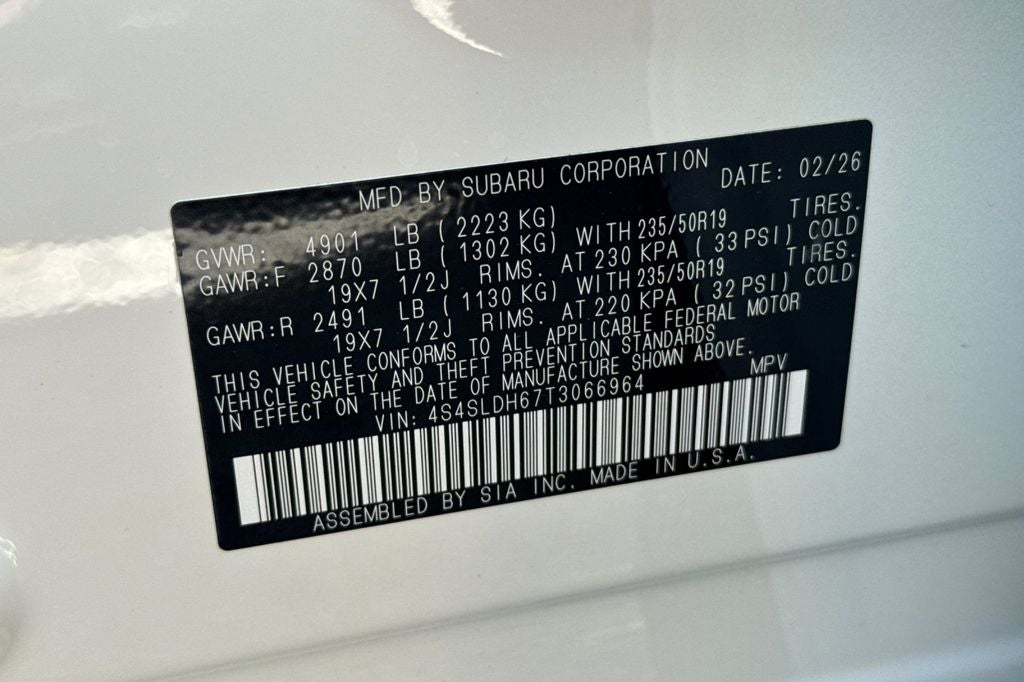 MFD BY SUBARU CORPORATION DATE: 02/26
GVWR: 4901 LB ( 2223 KG)
GAWR:F 2870 LB ( 1302 KG) WITH 235/50R19 TIRES.
19X7 1/2J RIMS. AT 230 KPA ( 33 PSI) COLD
GAWR:R 2491 LB ( 1130 KG) WITH 235/50R19 TIRES.
19X7 1/2J RIMS. AT 220 KPA ( 32 PSI) COLD
THIS VEHICLE CONFORMS TO ALL APPLICABLE FEDERAL MOTOR
VEHICLE SAFETY AND THEFT PREVENTION STANDARDS
IN EFFECT ON THE DATE OF MANUFACTURE SHOWN ABOVE.
VIN: 4S4SLDH67T3066964 MPV
ASSEMBLED BY SIA INC. MADE IN U.S.A.